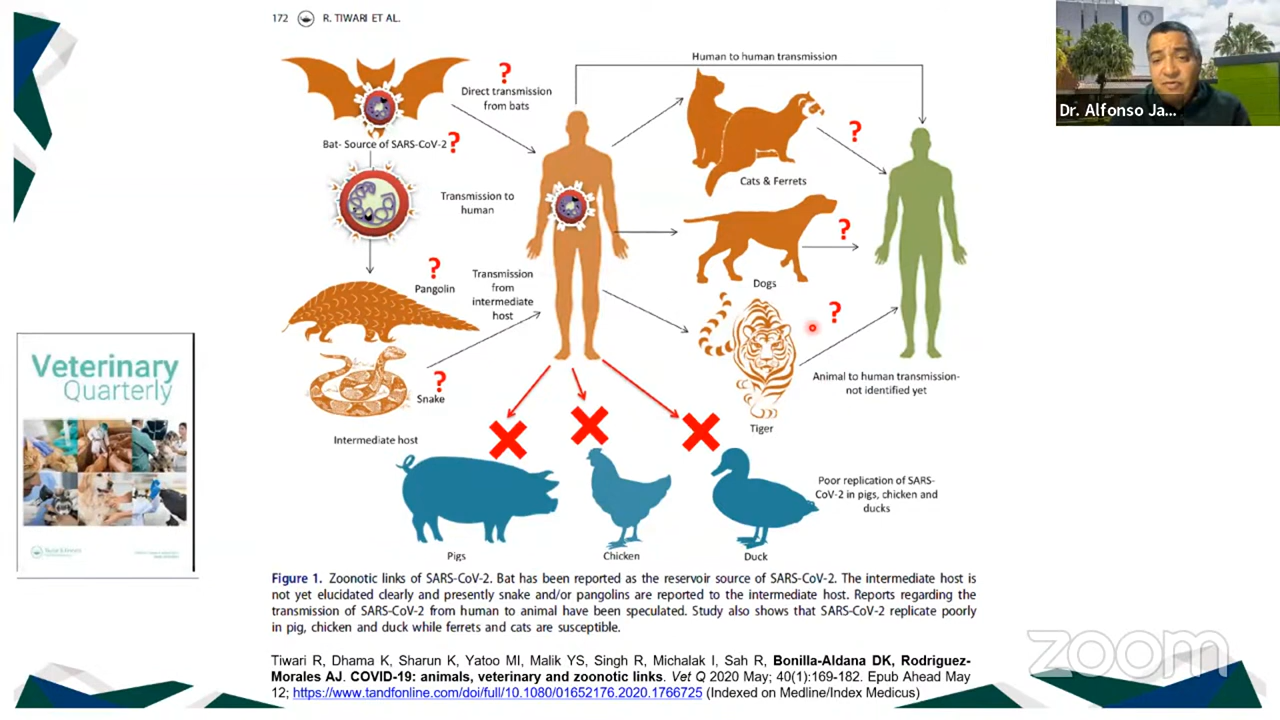 172 R. TIWARI ET AL.
Human to human transmission
?
Direct transmission
from bats
Bat- Source of SARS-CoV-2 ?
?
Cats & Ferrets
Transmission to
human
?
Dogs
?
Pangolin
Transmission
from
intermediate
host
?
?
Snake
Animal to human transmission-
not identified yet
Tiger
Intermediate host
Poor replication of SARS-
CoV-2 in pigs, chicken and
ducks
Pigs
Chicken
Duck
Figure 1. Zoonotic links of SARS-CoV-2. Bat has been reported as the reservoir source of SARS-CoV-2. The intermediate host is
not yet elucidated clearly and presently snake and/or pangolins are reported to the intermediate host. Reports regarding the
transmission of SARS-CoV-2 from human to animal have been speculated. Study also shows that SARS-CoV-2 replicate poorly
in pig, chicken and duck while ferrets and cats are susceptible.
Tiwari R, Dhama K, Sharun K, Yatoo MI, Malik YS, Singh R, Michalak I, Sah R, Bonilla-Aldana DK, Rodriguez-
Morales AJ. COVID-19: animals, veterinary and zoonotic links. Vet Q 2020 May; 40(1):169-182. Epub Ahead May
12; https://www.tandfonline.com/doi/full/10.1080/01652176.2020.1766725 (Indexed on Medline/Index Medicus)
Veterinary
Quarterly
Dr. Alfonso Ja...
zoom